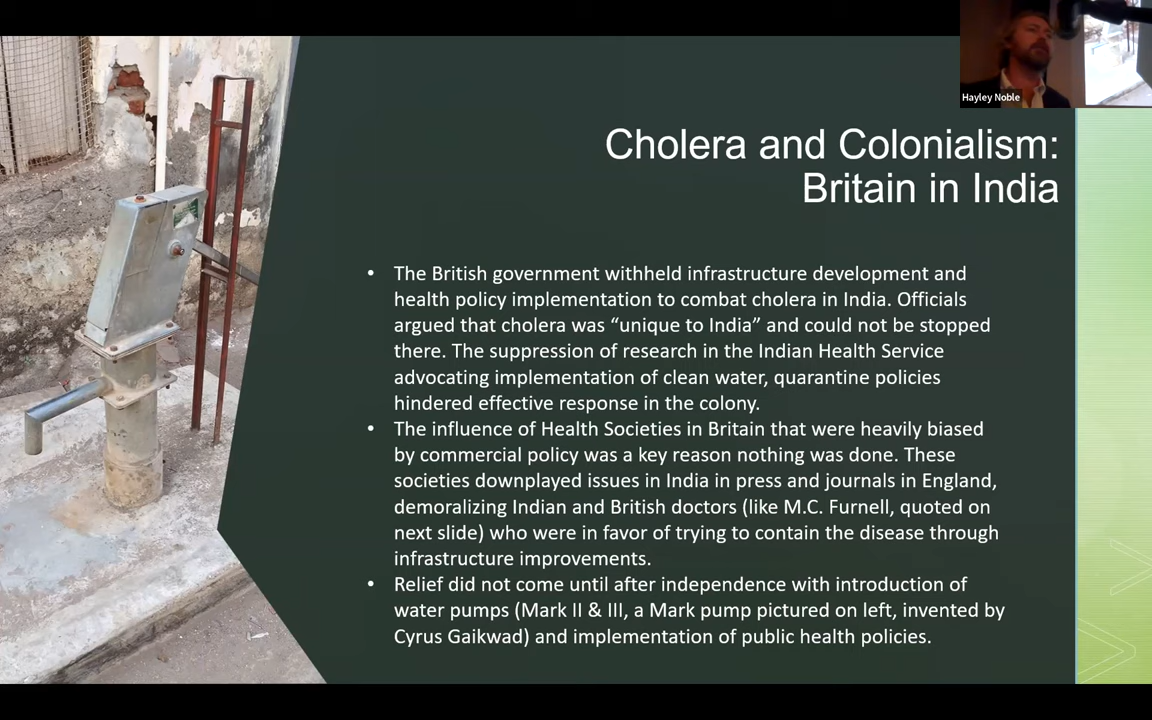 Hayley Noble
Cholera and Colonialism:
Britain in India
• The British government withheld infrastructure development and
health policy implementation to combat cholera in India. Officials
argued that cholera was “unique to India” and could not be stopped
there. The suppression of research in the Indian Health Service
advocating implementation of clean water, quarantine policies
hindered effective response in the colony.
• The influence of Health Societies in Britain that were heavily biased
by commercial policy was a key reason nothing was done. These
societies downplayed issues in India in press and journals in England,
demoralizing Indian and British doctors (like M.C. Furnell, quoted on
next slide) who were in favor of trying to contain the disease through
infrastructure improvements.
• Relief did not come until after independence with introduction of
water pumps (Mark II & III, a Mark pump pictured on left, invented by
Cyrus Gaikwad) and implementation of public health policies.